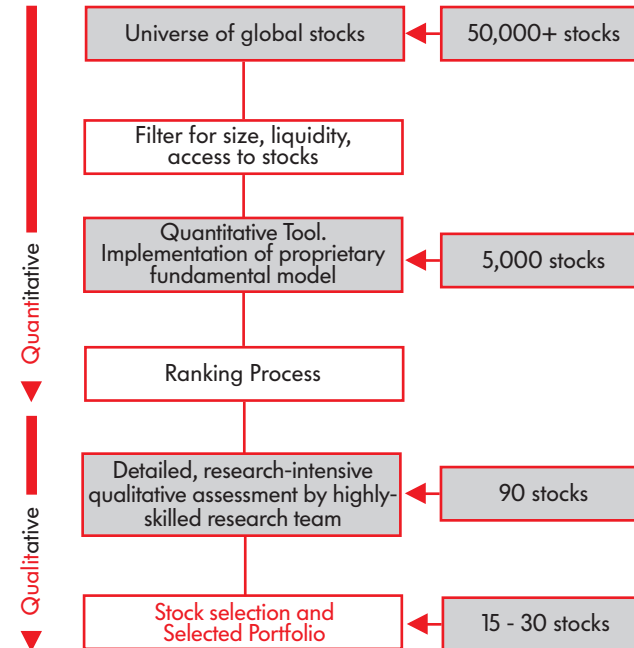 Universe of global stocks
50,000+ stocks
Filter for size, liquidity,
access to stocks
Quantitative Tool.
Implementation of proprietary
fundamental model
5,000 stocks
Quantitative
Ranking Process
Detailed, research-intensive
qualitative assessment by highly-
skilled research team
90 stocks
Qualitative
Stock selection and
Selected Portfolio
15 - 30 stocks